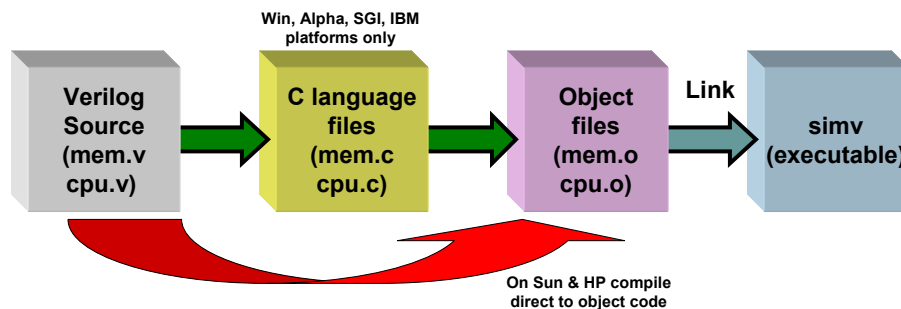 Win, Alpha, SGI, IBM
platforms only
Verilog
Source
(mem.v
cpu.v)
C language
files
(mem.c
cpu.c)
Object
files
(mem.o
cpu.o)
Link
simv
(executable)
On Sun & HP compile
direct to object code